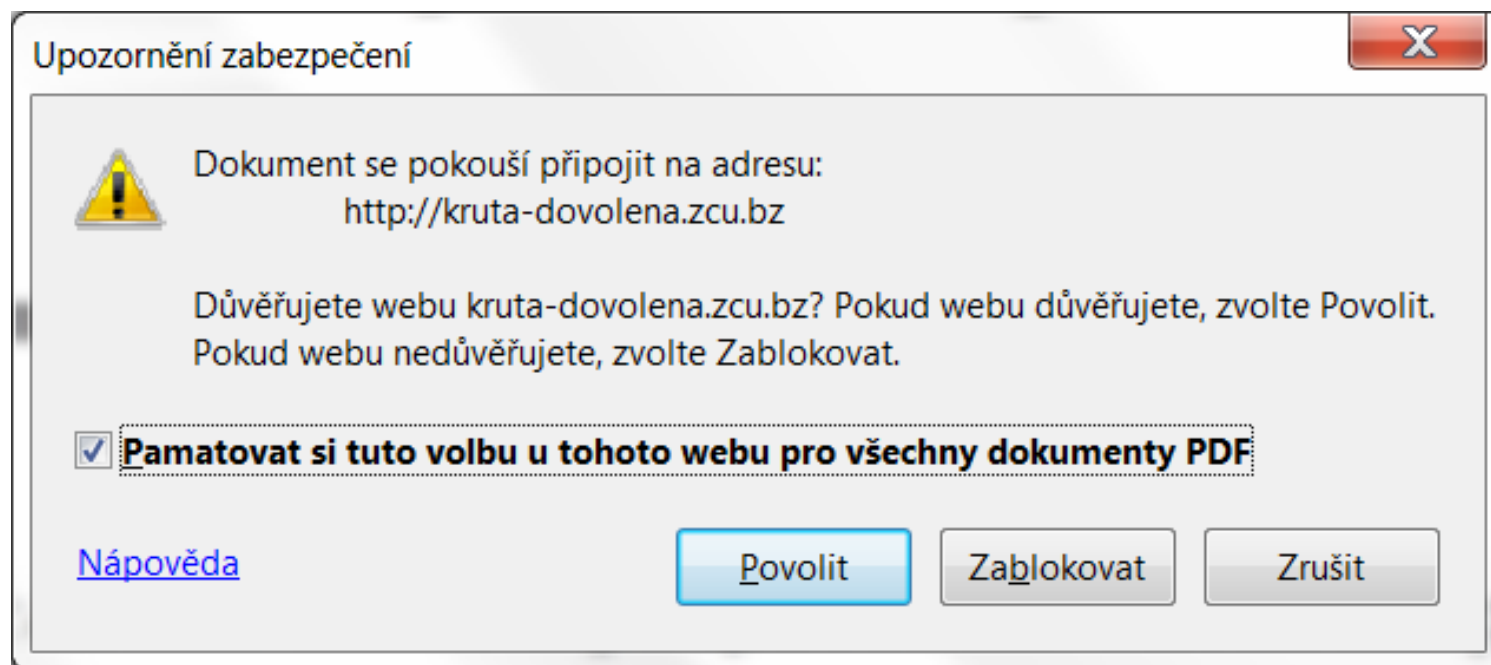 Upozornění zabezpečení
Dokument se pokouší připojit na adresu:
http://kruta-dovolena.zcu.bz
Důvěřujete webu kruta-dovolena.zcu.bz? Pokud webu důvěřujete, zvolte Povolit.
Pokud webu nedůvěřujete, zvolte Zablokovat.
Pamatovat si tuto volbu u tohoto webu pro všechny dokumenty PDF
Nápověda Povolit Zablokovat Zrušit